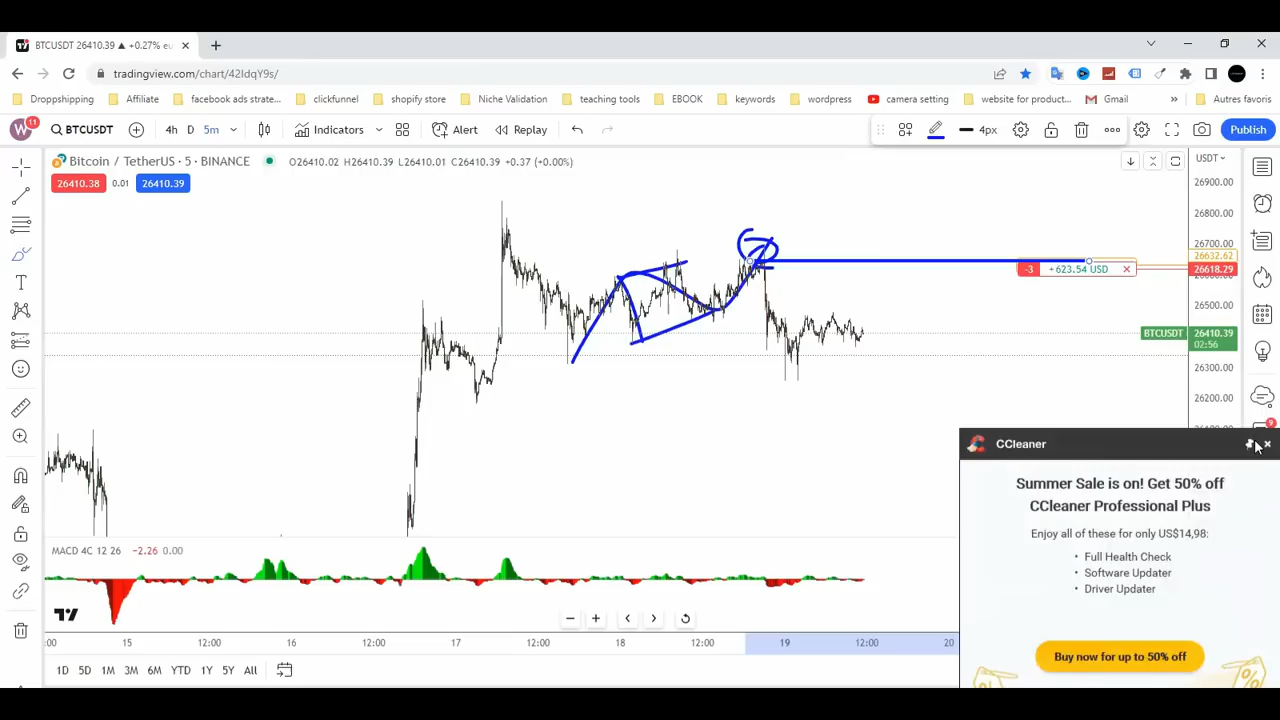 BTCUSDT 26410.39 ▲ +0.27% eu
tradingview.com/chart/42IdqY9s/
Droppshipping Affiliate facebook ads strate... clickfunnel shopify store Niche Validation teaching tools EBOOK keywords wordpress camera setting website for product... Gmail » Autres favoris
W 11 BTCUSDT 4h D 5m Indicators Alert Replay 4px Publish
Bitcoin / TetherUS · 5 · BINANCE O26410.02 H26410.39 L26410.01 C26410.39 +0.37 (+0.00%) USDT
26410.38 0.01 26410.39
26900.00
26800.00
26700.00
26632.62
-3 +623.54 USD 26618.29
26500.00
BTCUSDT 26410.39
02:56
26300.00
26200.00
9
CCleaner
Summer Sale is on! Get 50% off
CCleaner Professional Plus
Enjoy all of these for only US$14,98:
• Full Health Check
• Software Updater
• Driver Updater
Buy now for up to 50% off
MACD 4C 12 26 −2.26 0.00
:00 15 12:00 16 12:00 17 12:00 18 12:00 19 12:00 20
1D 5D 1M 3M 6M YTD 1Y 5Y All